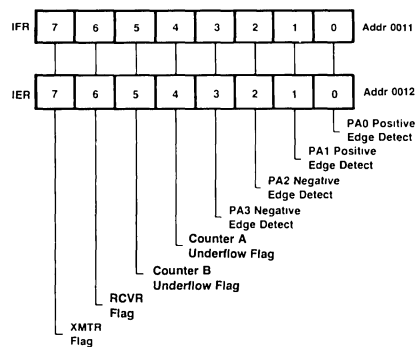 IFR 7 6 5 4 3 2 1 0 Addr 0011
IER 7 6 5 4 3 2 1 0 Addr 0012
PA0 Positive
Edge Detect
PA1 Positive
Edge Detect
PA2 Negative
Edge Detect
PA3 Negative
Edge Detect
Counter A
Underflow Flag
Counter B
Underflow Flag
RCVR
Flag
XMTR
Flag